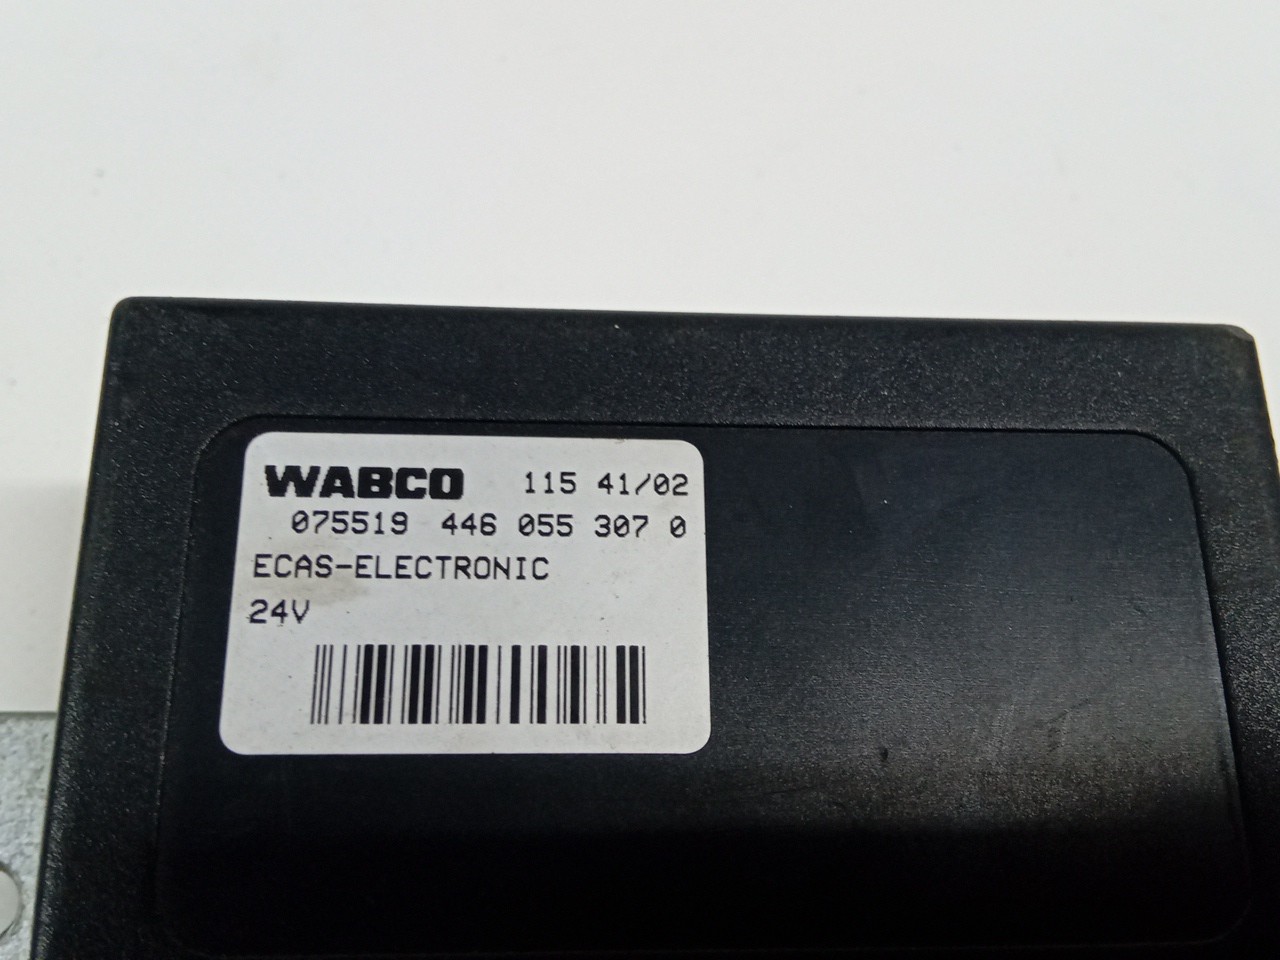 WABCO 115 41/02
075519 446 055 307 0
ECAS-ELECTRONIC
24V